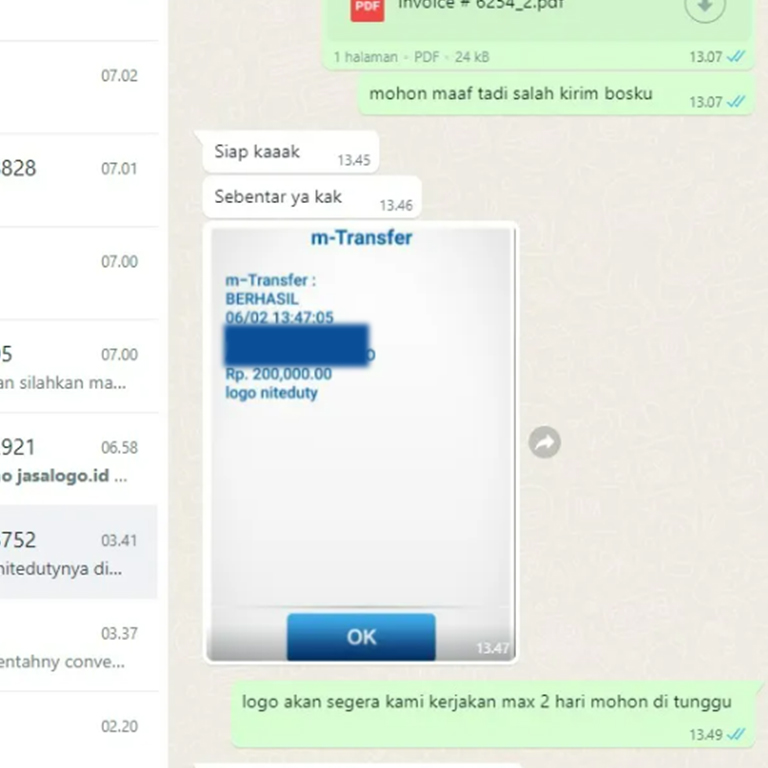 07.02
828
07.01
07.00
5
07.00
an silahkan ma...
921
06.58
o jasalogo.id ...
752
03.41
nitedutynya di...
03.37
entahny conve...
02.20
PDF
Invoice # 6254_2.pdf
1 halaman • PDF • 24 kB
13.07
mohon maaf tadi salah kirim bosku
13.07
Siap kaaak
13.45
Sebentar ya kak
13.46
m-Transfer
m-Transfer :
BERHASIL
06/02 13:47:05
0
Rp. 200,000.00
logo niteduty
OK
13.47
logo akan segera kami kerjakan max 2 hari mohon di tunggu
13.49